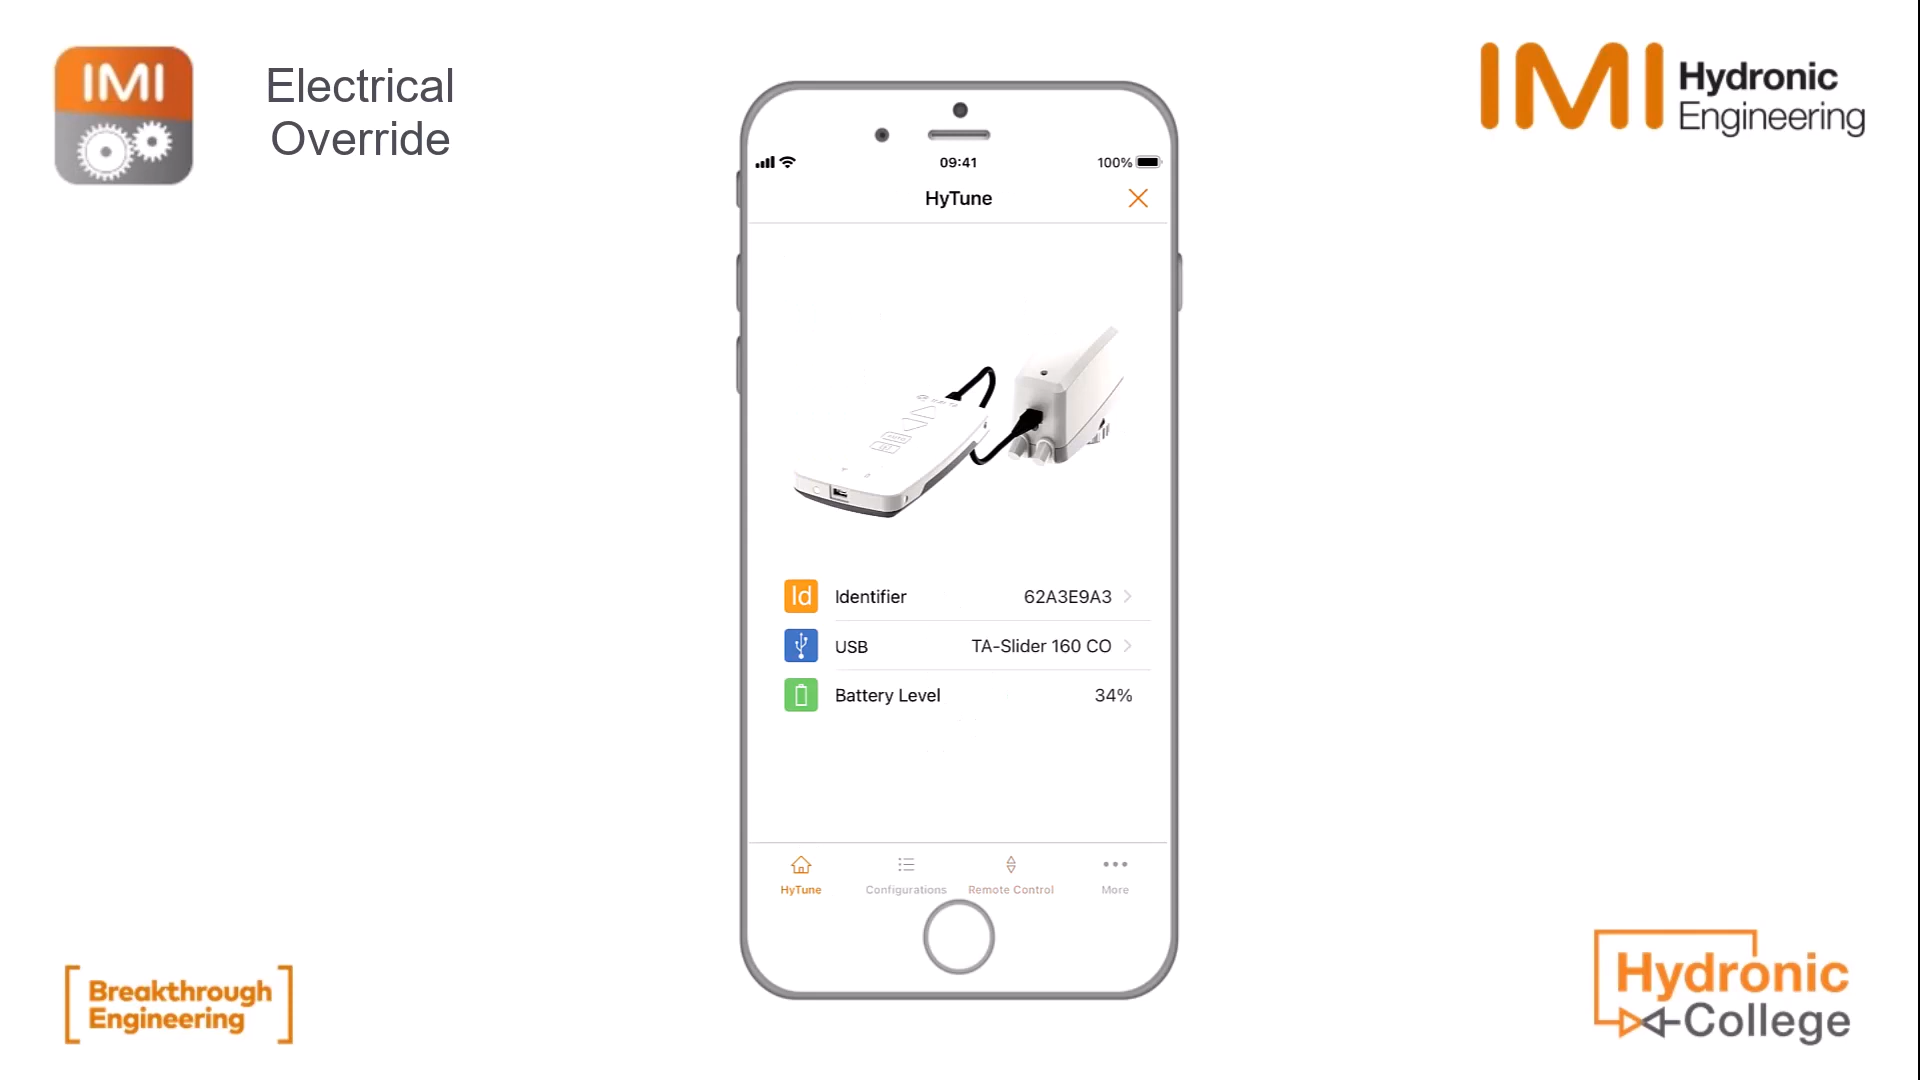 IMI
Electrical
Override
IMI Hydronic
Engineering
09:41
100%
HyTune
Id Identifier 62A3E9A3
USB TA-Slider 160 CO
Battery Level 34%
HyTune Configurations Remote Control More
Breakthrough
Engineering
Hydronic
College